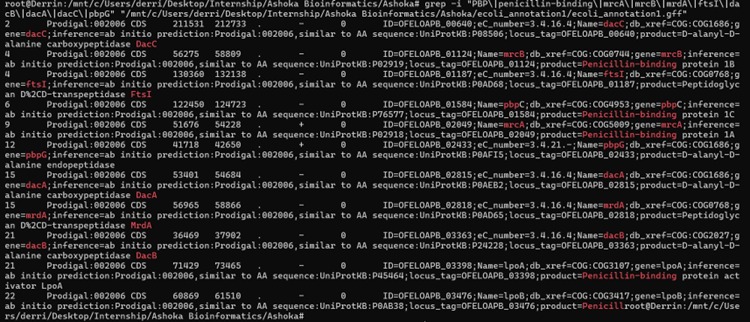 root@Derrin:/mnt/c/Users/derri/Desktop/Internship/Ashoka Bioinformatics/Ashoka# grep -i "PBP\|penicillin-binding\|mrcA\|mrcB\|mrdA\|ftsI\|da
cB\|dacA\|dacC\|pbpG" "/mnt/c/Users/derri/Desktop/Internship/Ashoka Bioinformatics/Ashoka/ecoli_annotation1/ecoli_annotation1.gff"
2 Prodigal:002006 CDS 211531 212733 . - 0 ID=OFELOAPB_00640;eC_number=3.4.16.4;Name=dacC;db_xref=COG:COG1686;g
ene=dacC;inference=ab initio prediction:Prodigal:002006,similar to AA sequence:UniProtKB:P08506;locus_tag=OFELOAPB_00640;product=D-alanyl-D-
alanine carboxypeptidase DacC
4 Prodigal:002006 CDS 56275 58809 . - 0 ID=OFELOAPB_01124;Name=mrcB;db_xref=COG:COG0744;gene=mrcB;inference=
ab initio prediction:Prodigal:002006,similar to AA sequence:UniProtKB:P02919;locus_tag=OFELOAPB_01124;product=Penicillin-binding protein 1B
4 Prodigal:002006 CDS 130360 132138 . - 0 ID=OFELOAPB_01187;eC_number=3.4.16.4;Name=ftsI;db_xref=COG:COG0768;g
ene=ftsI;inference=ab initio prediction:Prodigal:002006,similar to AA sequence:UniProtKB:P0AD68;locus_tag=OFELOAPB_01187;product=Peptidoglyc
an D%2CD-transpeptidase FtsI
6 Prodigal:002006 CDS 122450 124723 . - 0 ID=OFELOAPB_01584;Name=pbpC;db_xref=COG:COG4953;gene=pbpC;inference=
ab initio prediction:Prodigal:002006,similar to AA sequence:UniProtKB:P76577;locus_tag=OFELOAPB_01584;product=Penicillin-binding protein 1C
9 Prodigal:002006 CDS 51676 54228 . + 0 ID=OFELOAPB_02049;Name=mrcA;db_xref=COG:COG5009;gene=mrcA;inference=
ab initio prediction:Prodigal:002006,similar to AA sequence:UniProtKB:P02918;locus_tag=OFELOAPB_02049;product=Penicillin-binding protein 1A
12 Prodigal:002006 CDS 41718 42650 . + 0 ID=OFELOAPB_02433;eC_number=3.4.21.-;Name=pbpG;db_xref=COG:COG1686;g
ene=pbpG;inference=ab initio prediction:Prodigal:002006,similar to AA sequence:UniProtKB:P0AFI5;locus_tag=OFELOAPB_02433;product=D-alanyl-D-
alanine endopeptidase
15 Prodigal:002006 CDS 53401 54684 . - 0 ID=OFELOAPB_02815;eC_number=3.4.16.4;Name=dacA;db_xref=COG:COG1686;g
ene=dacA;inference=ab initio prediction:Prodigal:002006,similar to AA sequence:UniProtKB:P0AEB2;locus_tag=OFELOAPB_02815;product=D-alanyl-D-
alanine carboxypeptidase DacA
15 Prodigal:002006 CDS 56965 58866 . - 0 ID=OFELOAPB_02818;eC_number=3.4.16.4;Name=mrdA;db_xref=COG:COG0768;g
ene=mrdA;inference=ab initio prediction:Prodigal:002006,similar to AA sequence:UniProtKB:P0AD65;locus_tag=OFELOAPB_02818;product=Peptidoglyc
an D%2CD-transpeptidase MrdA
21 Prodigal:002006 CDS 36469 37902 . - 0 ID=OFELOAPB_03363;eC_number=3.4.16.4;Name=dacB;db_xref=COG:COG2027;g
ene=dacB;inference=ab initio prediction:Prodigal:002006,similar to AA sequence:UniProtKB:P24228;locus_tag=OFELOAPB_03363;product=D-alanyl-D-
alanine carboxypeptidase DacB
21 Prodigal:002006 CDS 71429 73465 . - 0 ID=OFELOAPB_03398;Name=lpoA;db_xref=COG:COG3107;gene=lpoA;inference=
ab initio prediction:Prodigal:002006,similar to AA sequence:UniProtKB:P45464;locus_tag=OFELOAPB_03398;product=Penicillin-binding protein act
ivator LpoA
22 Prodigal:002006 CDS 60869 61510 . - 0 ID=OFELOAPB_03476;Name=lpoB;db_xref=COG:COG3417;gene=lpoB;inference=
ab initio prediction:Prodigal:002006,similar to AA sequence:UniProtKB:P0AB38;locus_tag=OFELOAPB_03476;product=Penicillroot@Derrin:/mnt/c/Use
rs/derri/Desktop/Internship/Ashoka Bioinformatics/Ashoka#